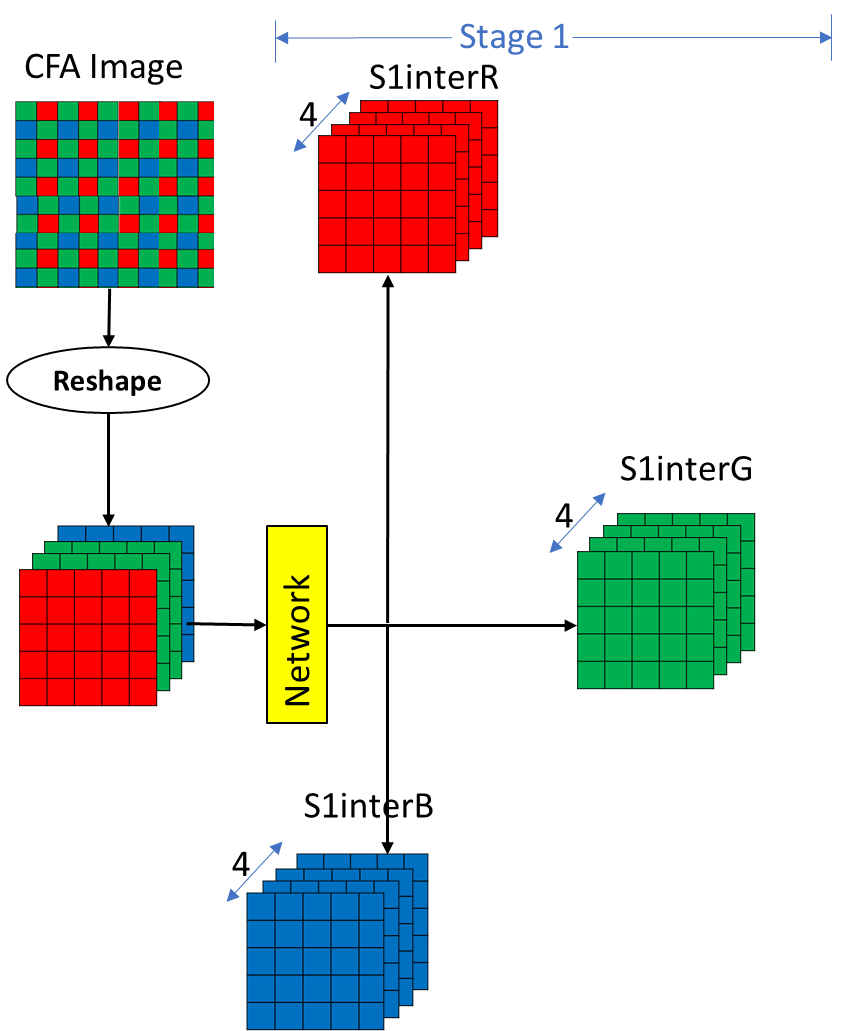 Stage 1
CFA Image
S1interR
4
Reshape
S1interG
4
Network
S1interB
4